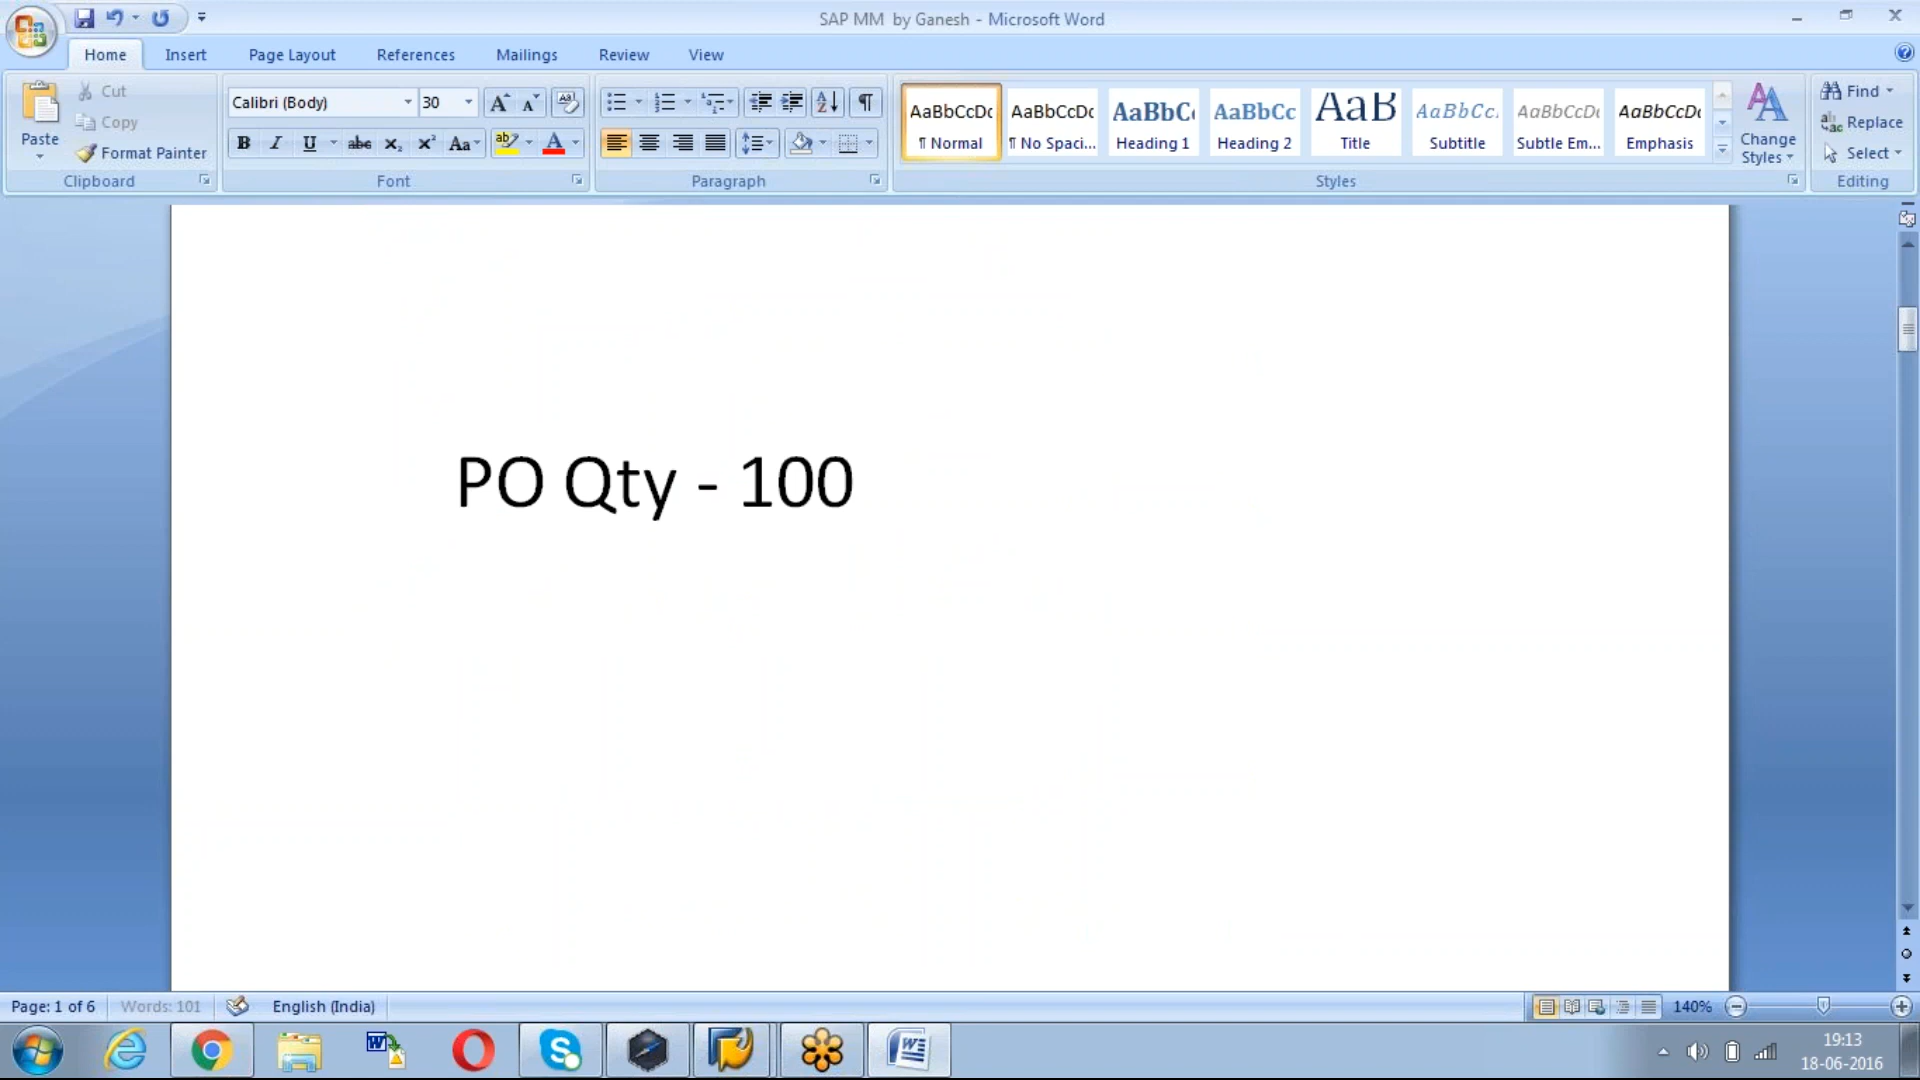 SAP MM by Ganesh - Microsoft Word
Home Insert Page Layout References Mailings Review View
Paste
Cut
Copy
Format Painter
Clipboard
Calibri (Body) 30
Font
Paragraph
AaBbCcDc AaBbCcDc AaBbC AaBbCc AaB AaBbCc. AaBbCcDc AaBbCcDc
¶ Normal ¶ No Spaci... Heading 1 Heading 2 Title Subtitle Subtle Em... Emphasis
Change
Styles
Styles
Find
Replace
Select
Editing
PO Qty - 100
Page: 1 of 6 Words: 101 English (India) 140%
19:13
18-06-2016